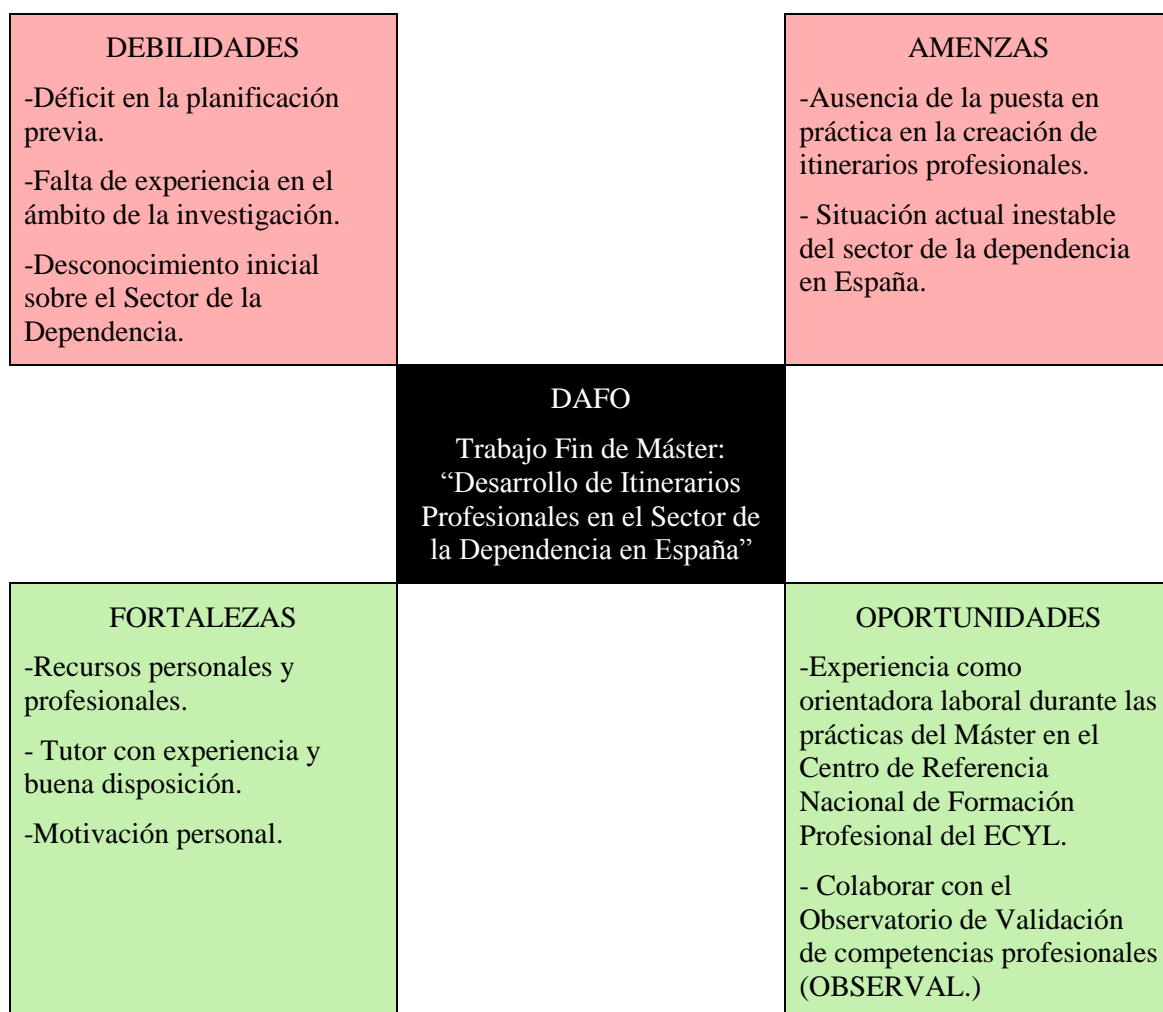 DEBILIDADES
-Déficit en la planificación
previa.
-Falta de experiencia en el
ámbito de la investigación.
-Desconocimiento inicial
sobre el Sector de la
Dependencia.
AMENZAS
-Ausencia de la puesta en
práctica en la creación de
itinerarios profesionales.
- Situación actual inestable
del sector de la dependencia
en España.
DAFO
Trabajo Fin de Máster:
“Desarrollo de Itinerarios
Profesionales en el Sector de
la Dependencia en España”
FORTALEZAS
-Recursos personales y
profesionales.
- Tutor con experiencia y
buena disposición.
-Motivación personal.
OPORTUNIDADES
-Experiencia como
orientadora laboral durante las
prácticas del Máster en el
Centro de Referencia
Nacional de Formación
Profesional del ECYL.
- Colaborar con el
Observatorio de Validación
de competencias profesionales
(OBSERVAL.)